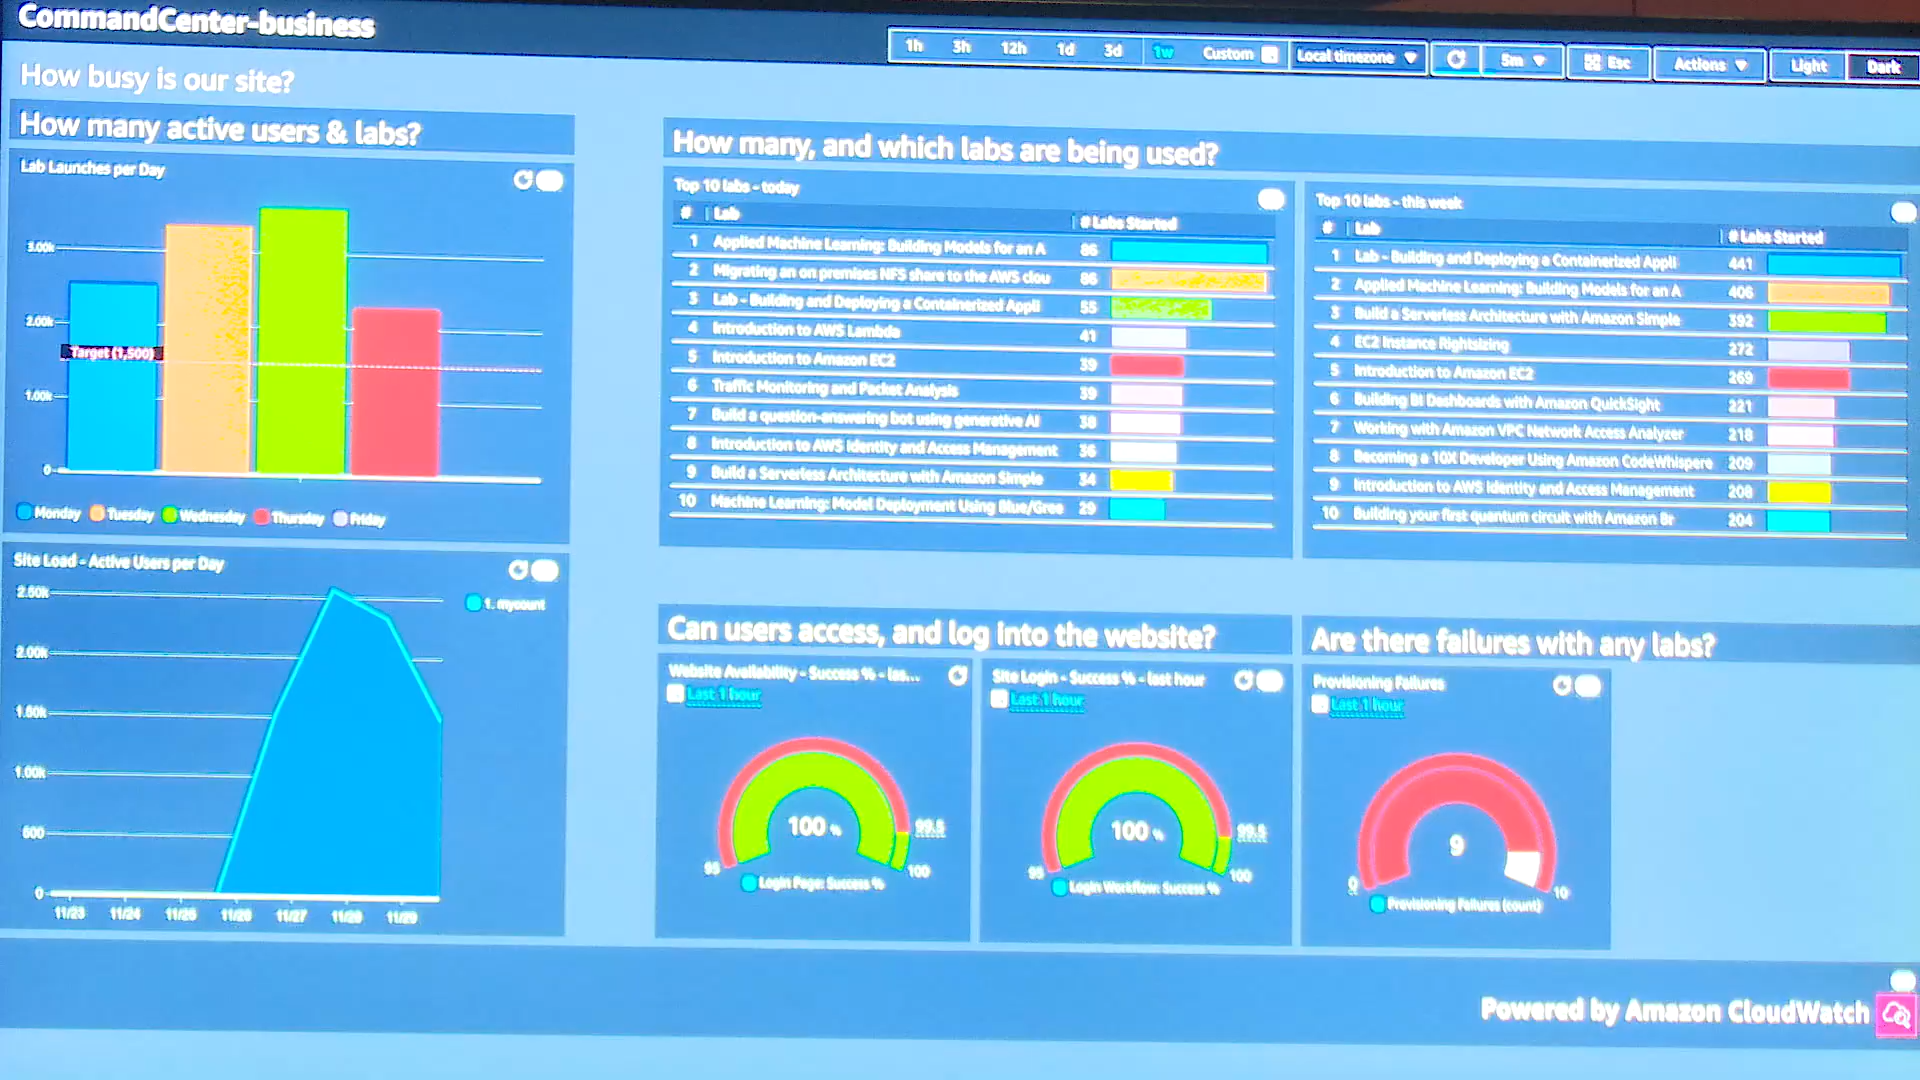 CommandCenter-business
1h 3h 12h 1d 3d 1w Custom Local timezone 5m Esc Actions Light Dark
How busy is our site?
How many active users & labs?
Lab Launches per Day
3.00k
2.00k
Target (1,500)
1.00k
0
Monday Tuesday Wednesday Thursday Friday
Site Load - Active Users per Day
2.50k
1. mycount
2.00k
1.50k
1.00k
500
0
11/23 11/24 11/25 11/26 11/27 11/28 11/29
How many, and which labs are being used?
Top 10 labs - today
# Lab # Labs Started
1 Applied Machine Learning: Building Models for an A 86
2 Migrating an on premises NFS share to the AWS clou 86
3 Lab - Building and Deploying a Containerized Appli 55
4 Introduction to AWS Lambda 41
5 Introduction to Amazon EC2 39
6 Traffic Monitoring and Packet Analysis 39
7 Build a question-answering bot using generative AI 38
8 Introduction to AWS Identity and Access Management 36
9 Build a Serverless Architecture with Amazon Simple 34
10 Machine Learning: Model Deployment Using Blue/Gree 29
Top 10 labs - this week
# Lab # Labs Started
1 Lab - Building and Deploying a Containerized Appli 441
2 Applied Machine Learning: Building Models for an A 406
3 Build a Serverless Architecture with Amazon Simple 392
4 EC2 Instance Rightsizing 272
5 Introduction to Amazon EC2 269
6 Building BI Dashboards with Amazon QuickSight 221
7 Working with Amazon VPC Network Access Analyzer 218
8 Becoming a 10X Developer Using Amazon CodeWhispere 209
9 Introduction to AWS Identity and Access Management 208
10 Building your first quantum circuit with Amazon Br 204
Can users access, and log into the website?
Website Availability - Success % - las...
Last 1 hour
100 %
99.5
95
100
Login Page: Success %
Site Login - Success % - last hour
Last 1 hour
100 %
99.5
95
100
Login Workflow: Success %
Are there failures with any labs?
Provisioning Failures
Last 1 hour
9
0
10
Provisioning Failures (count)
Powered by Amazon CloudWatch